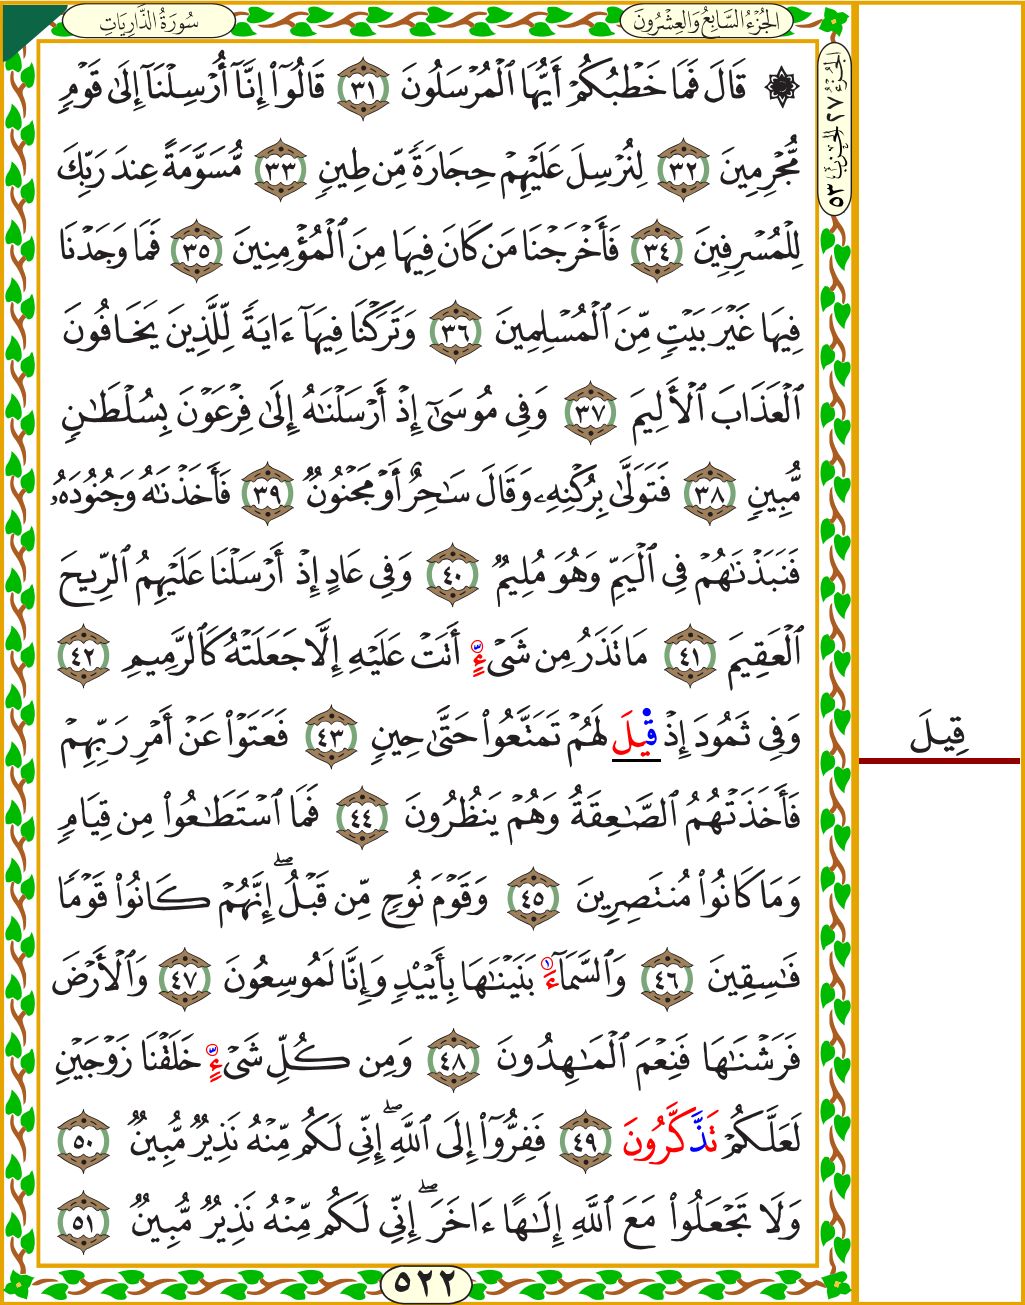 سُورَةُ الذَّارِيَاتِ
الجُزْءُ السَّابِعُ وَالعِشْرُونَ
الجُزْءُ ٢٧ الحِزْبُ ٥٣
۞ قَالَ فَمَا خَطْبُكُمْ أَيُّهَا ٱلْمُرْسَلُونَ ٣١ قَالُوٓا۟ إِنَّآ أُرْسِلْنَآ إِلَىٰ قَوْمٍ
مُّجْرِمِينَ ٣٢ لِنُرْسِلَ عَلَيْهِمْ حِجَارَةً مِّن طِينٍ ٣٣ مُّسَوَّمَةً عِندَ رَبِّكَ
لِلْمُسْرِفِينَ ٣٤ فَأَخْرَجْنَا مَن كَانَ فِيهَا مِنَ ٱلْمُؤْمِنِينَ ٣٥ فَمَا وَجَدْنَا
فِيهَا غَيْرَ بَيْتٍ مِّنَ ٱلْمُسْلِمِينَ ٣٦ وَتَرَكْنَا فِيهَآ ءَايَةً لِّلَّذِينَ يَخَافُونَ
ٱلْعَذَابَ ٱلْأَلِيمَ ٣٧ وَفِى مُوسَىٰٓ إِذْ أَرْسَلْنَـٰهُ إِلَىٰ فِرْعَوْنَ بِسُلْطَـٰنٍ
مُّبِينٍ ٣٨ فَتَوَلَّىٰ بِرُكْنِهِۦ وَقَالَ سَـٰحِرٌ أَوْ مَجْنُونٌ ٣٩ فَأَخَذْنَـٰهُ وَجُنُودَهُۥ
فَنَبَذْنَـٰهُمْ فِى ٱلْيَمِّ وَهُوَ مُلِيمٌ ٤٠ وَفِى عَادٍ إِذْ أَرْسَلْنَا عَلَيْهِمُ ٱلرِّيحَ
ٱلْعَقِيمَ ٤١ مَا تَذَرُ مِن شَىْءٍ أَتَتْ عَلَيْهِ إِلَّا جَعَلَتْهُ كَٱلرَّمِيمِ ٤٢
وَفِى ثَمُودَ إِذْ قِيلَ لَهُمْ تَمَتَّعُوا۟ حَتَّىٰ حِينٍ ٤٣ فَعَتَوْا۟ عَنْ أَمْرِ رَبِّهِمْ
قِيلَ
فَأَخَذَتْهُمُ ٱلصَّـٰعِقَةُ وَهُمْ يَنظُرُونَ ٤٤ فَمَا ٱسْتَطَـٰعُوا۟ مِن قِيَامٍ
وَمَا كَانُوا۟ مُنتَصِرِينَ ٤٥ وَقَوْمَ نُوحٍ مِّن قَبْلُ ۖ إِنَّهُمْ كَانُوا۟ قَوْمًا
فَـٰسِقِينَ ٤٦ وَٱلسَّمَآءَ بَنَيْنَـٰهَا بِأَيْي۟دٍ وَإِنَّا لَمُوسِعُونَ ٤٧ وَٱلْأَرْضَ
فَرَشْنَـٰهَا فَنِعْمَ ٱلْمَـٰهِدُونَ ٤٨ وَمِن كُلِّ شَىْءٍ خَلَقْنَا زَوْجَيْنِ
لَعَلَّكُمْ تَذَّكَّرُونَ ٤٩ فَفِرُّوٓا۟ إِلَى ٱللَّهِ ۖ إِنِّى لَكُم مِّنْهُ نَذِيرٌ مُّبِينٌ ٥٠
وَلَا تَجْعَلُوا۟ مَعَ ٱللَّهِ إِلَـٰهًا ءَاخَرَ ۖ إِنِّى لَكُم مِّنْهُ نَذِيرٌ مُّبِينٌ ٥١
٥٢٢